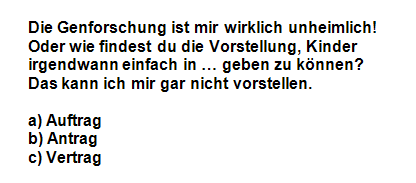 Die Genforschung ist mir wirklich unheimlich!
Oder wie findest du die Vorstellung, Kinder
irgendwann einfach in … geben zu können?
Das kann ich mir gar nicht vorstellen.

a) Auftrag
b) Antrag
c) Vertrag